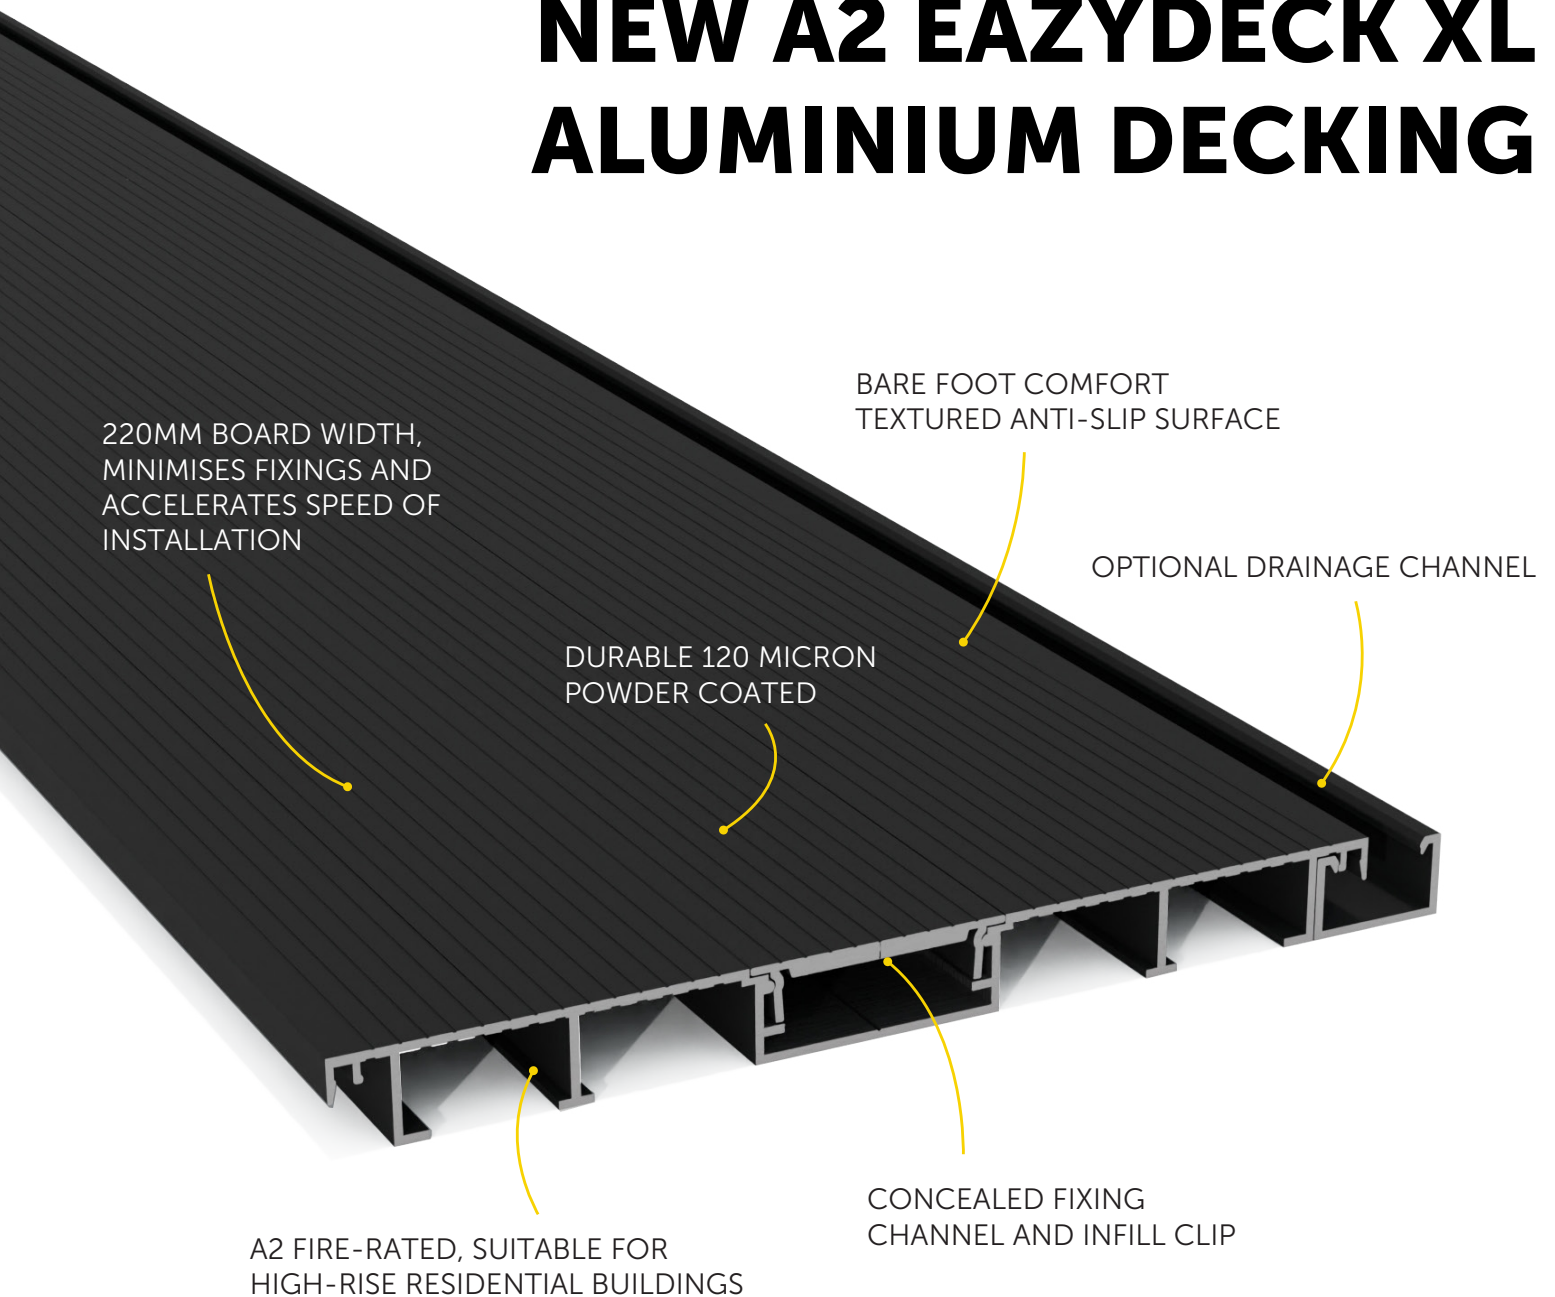 NEW A2 EAZYDECK XL
ALUMINIUM DECKING
BARE FOOT COMFORT
TEXTURED ANTI-SLIP SURFACE
220MM BOARD WIDTH,
MINIMISES FIXINGS AND
ACCELERATES SPEED OF
INSTALLATION
OPTIONAL DRAINAGE CHANNEL
DURABLE 120 MICRON
POWDER COATED
CONCEALED FIXING
CHANNEL AND INFILL CLIP
A2 FIRE-RATED, SUITABLE FOR
HIGH-RISE RESIDENTIAL BUILDINGS